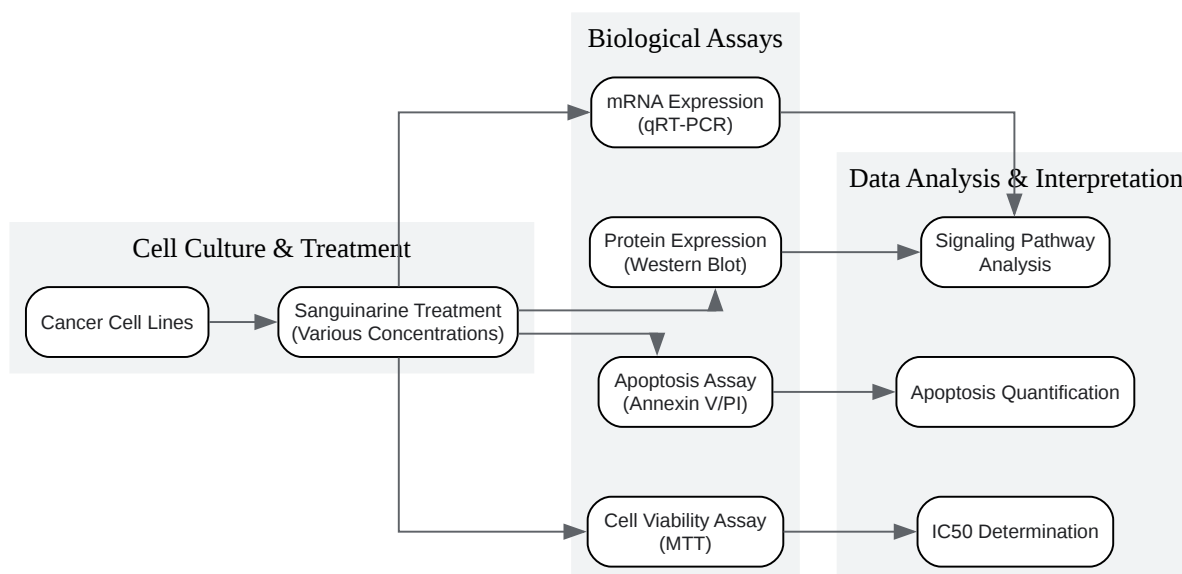 Biological Assays
mRNA Expression
(qRT-PCR)
Data Analysis & Interpretation
Cell Culture & Treatment
Protein Expression
(Western Blot)
Signaling Pathway
Analysis
Cancer Cell Lines
Sanguinarine Treatment
(Various Concentrations)
Apoptosis Assay
(Annexin V/PI)
Apoptosis Quantification
Cell Viability Assay
(MTT)
IC50 Determination